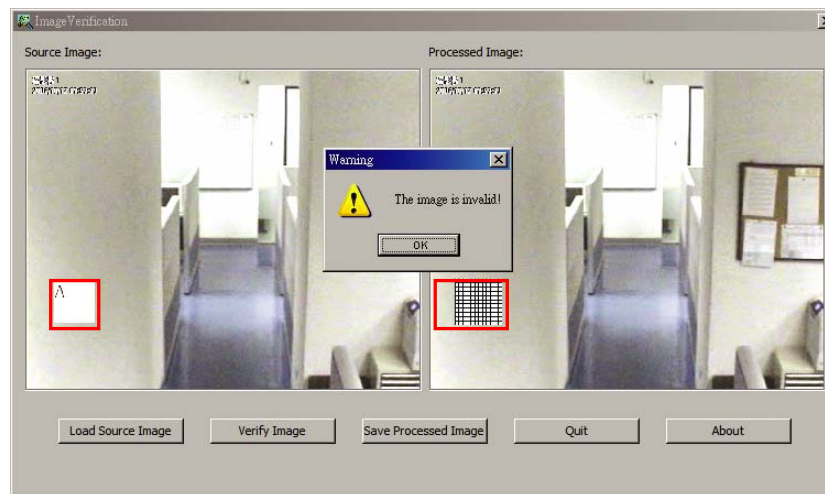 ImageVerification
Source Image:
Processed Image:
Warning
The image is invalid!
OK
Load Source Image
Verify Image
Save Processed Image
Quit
About